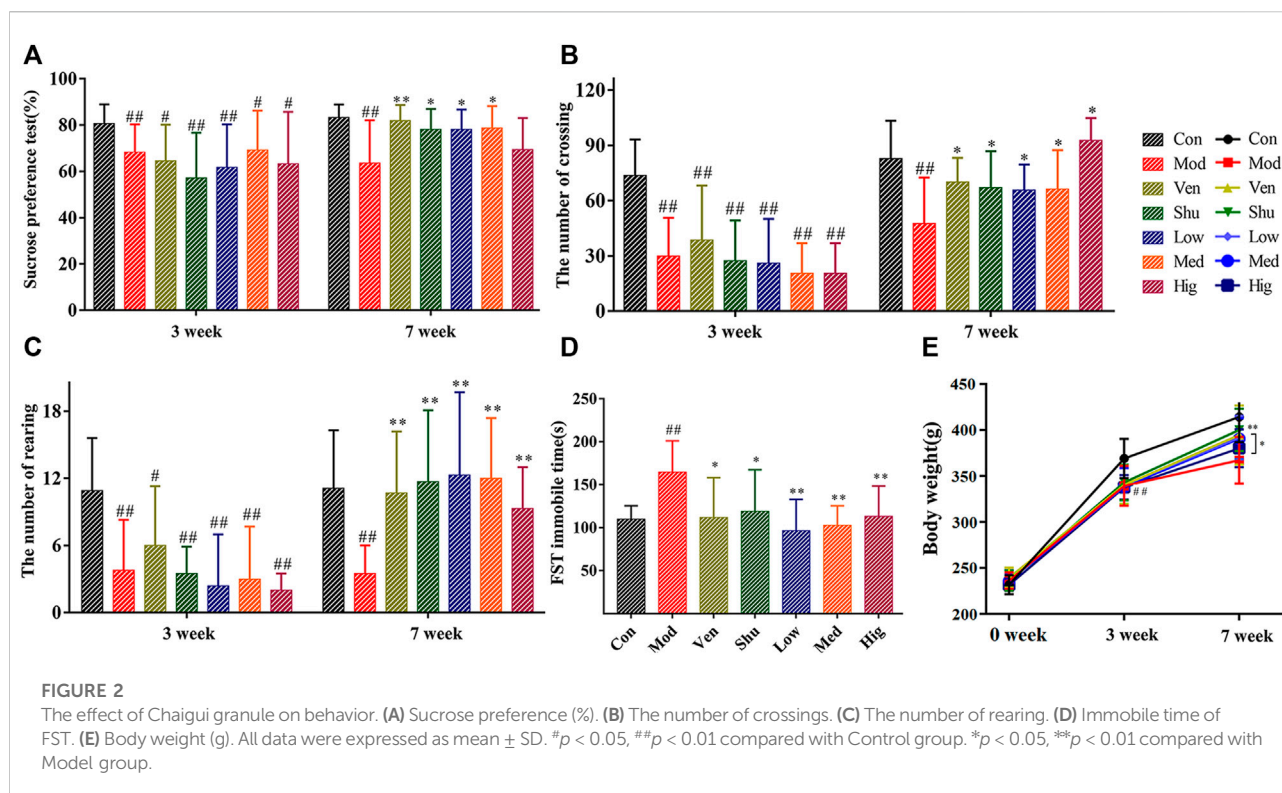 A
Sucrose preference test(%)
100
80
60
40
20
0
## # ## ## # #
## ** * * *
3 week
7 week
B
The number of crossing
120
90
60
30
0
## ## ## ## ## ##
## * * * * *
3 week
7 week
Con Con
Mod Mod
Ven Ven
Shu Shu
Low Low
Med Med
Hig Hig
C
The number of rearing
18
12
6
0
## # ## ## ## ##
## ** ** ** ** **
3 week
7 week
D
FST immobile time(s)
250
200
150
100
50
## * * ** ** **
Con Mod Ven Shu Low Med Hig
E
Body weight(g)
450
400
350
300
250
200
##
**
*
0 week
3 week
7 week
FIGURE 2
The effect of Chaigui granule on behavior. (A) Sucrose preference (%). (B) The number of crossings. (C) The number of rearing. (D) Immobile time of
FST. (E) Body weight (g). All data were expressed as mean ± SD. #p < 0.05, ##p < 0.01 compared with Control group. *p < 0.05, **p < 0.01 compared with
Model group.